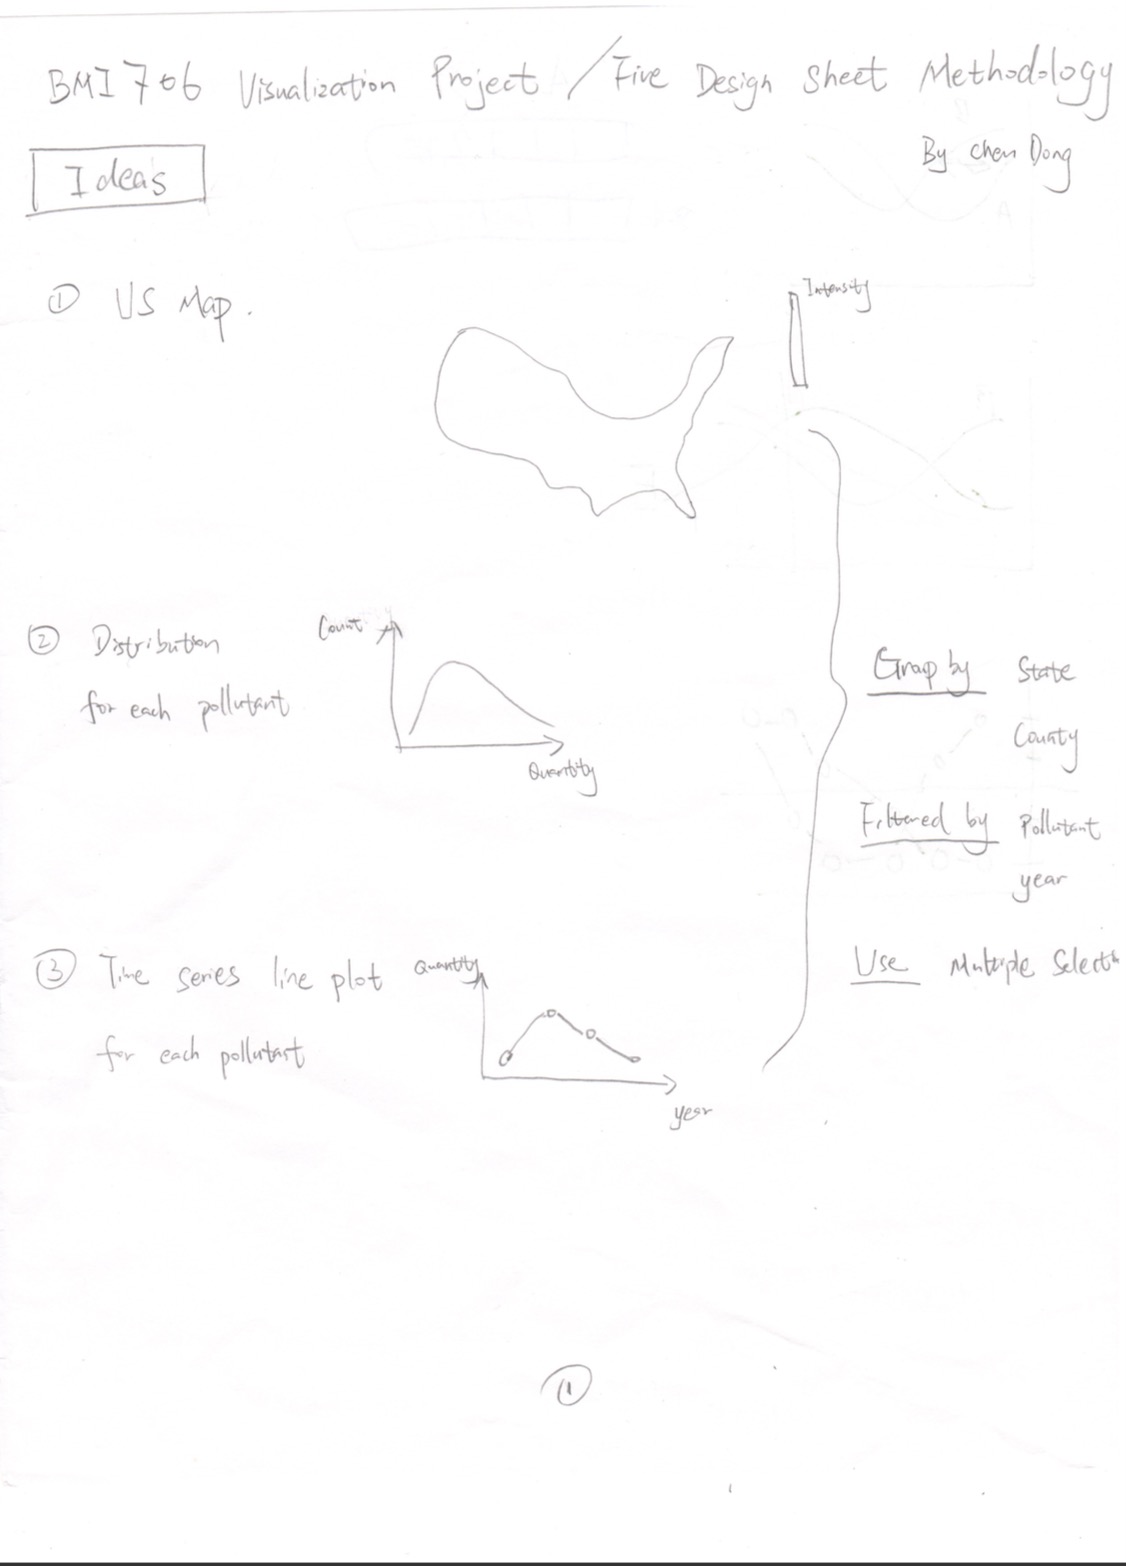 BMI 706 Visualization Project / Five Design Sheet Methodology
By Chen Dong
Ideas
① US Map.
Intensity
② Distribution
for each pollutant
Count
Quantity
③ Time series line plot
for each pollutant
Quantity
year
Group by State
County
Filtered by Pollutant
year
Use Multiple
①